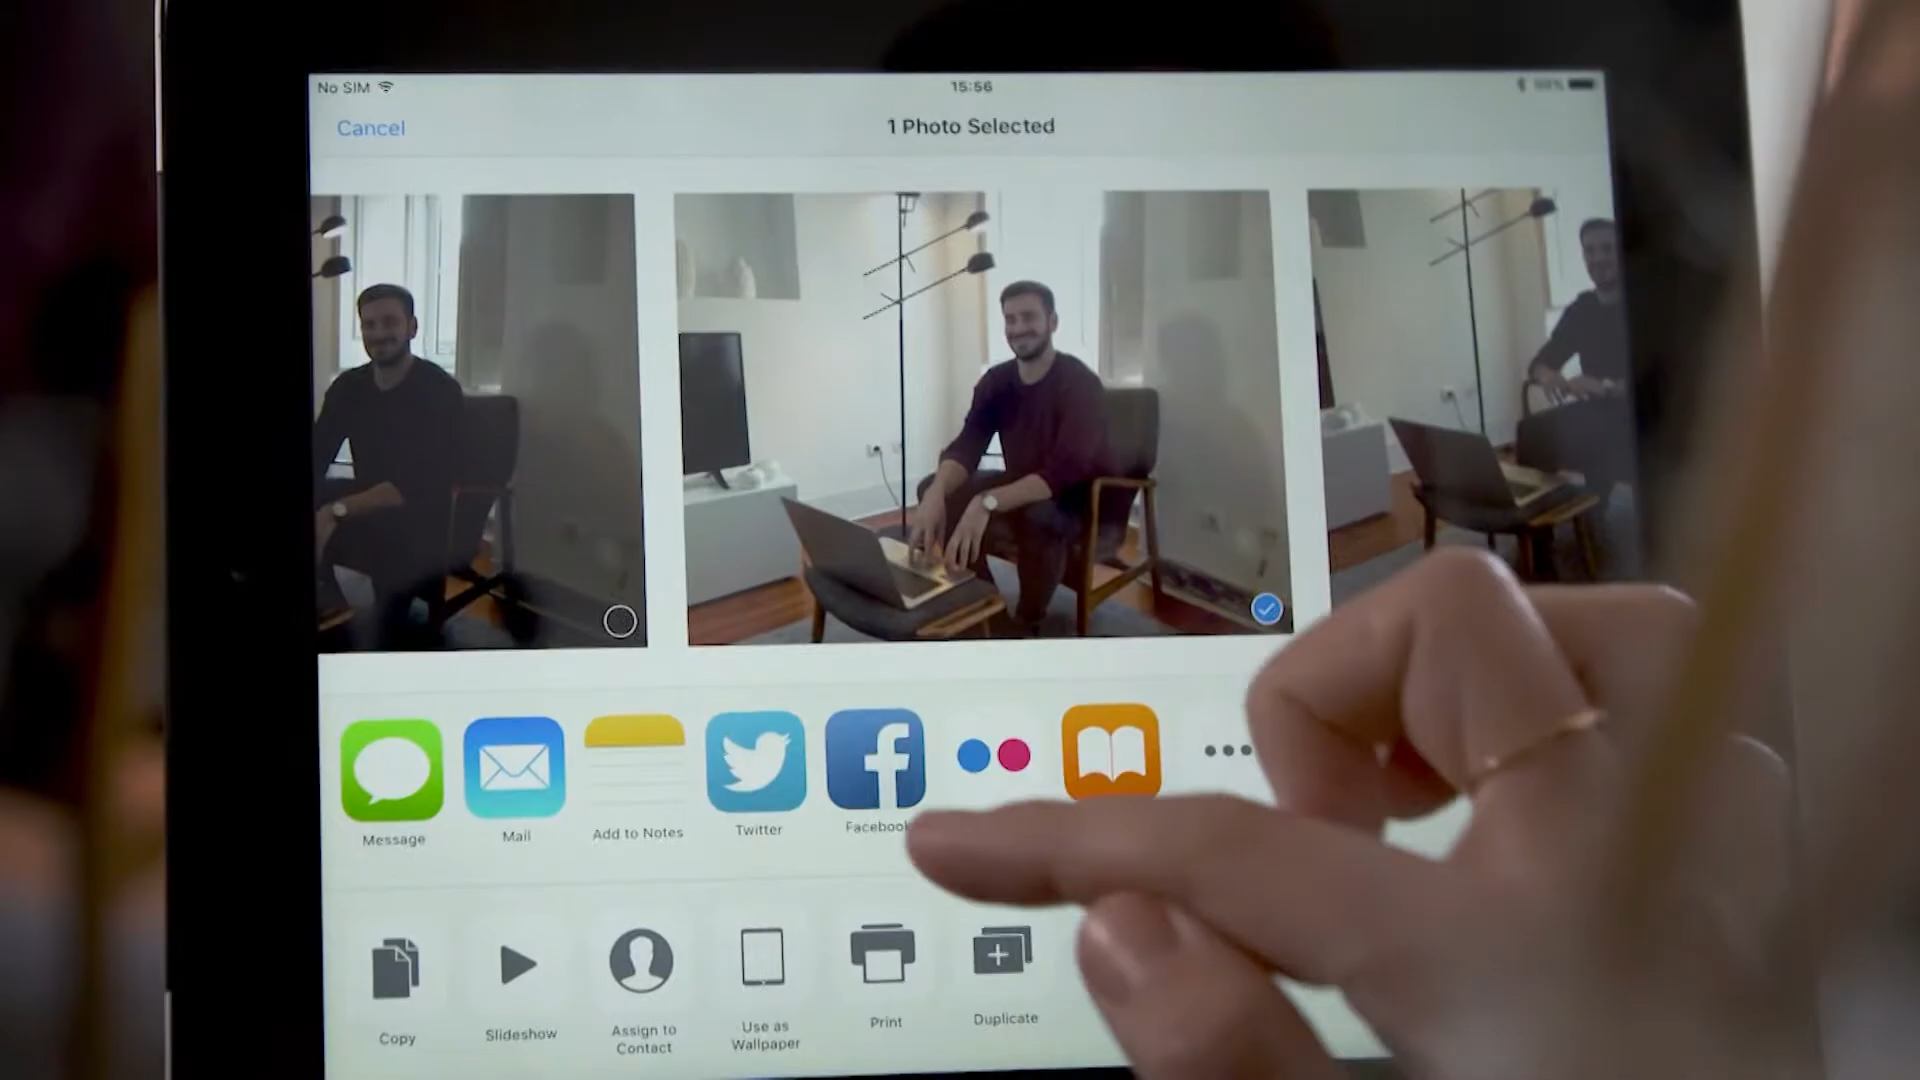 No SIM
15:56
Cancel
1 Photo Selected
Message
Mail
Add to Notes
Twitter
Facebook
Copy
Slideshow
Assign to
Contact
Use as
Wallpaper
Print
Duplicate